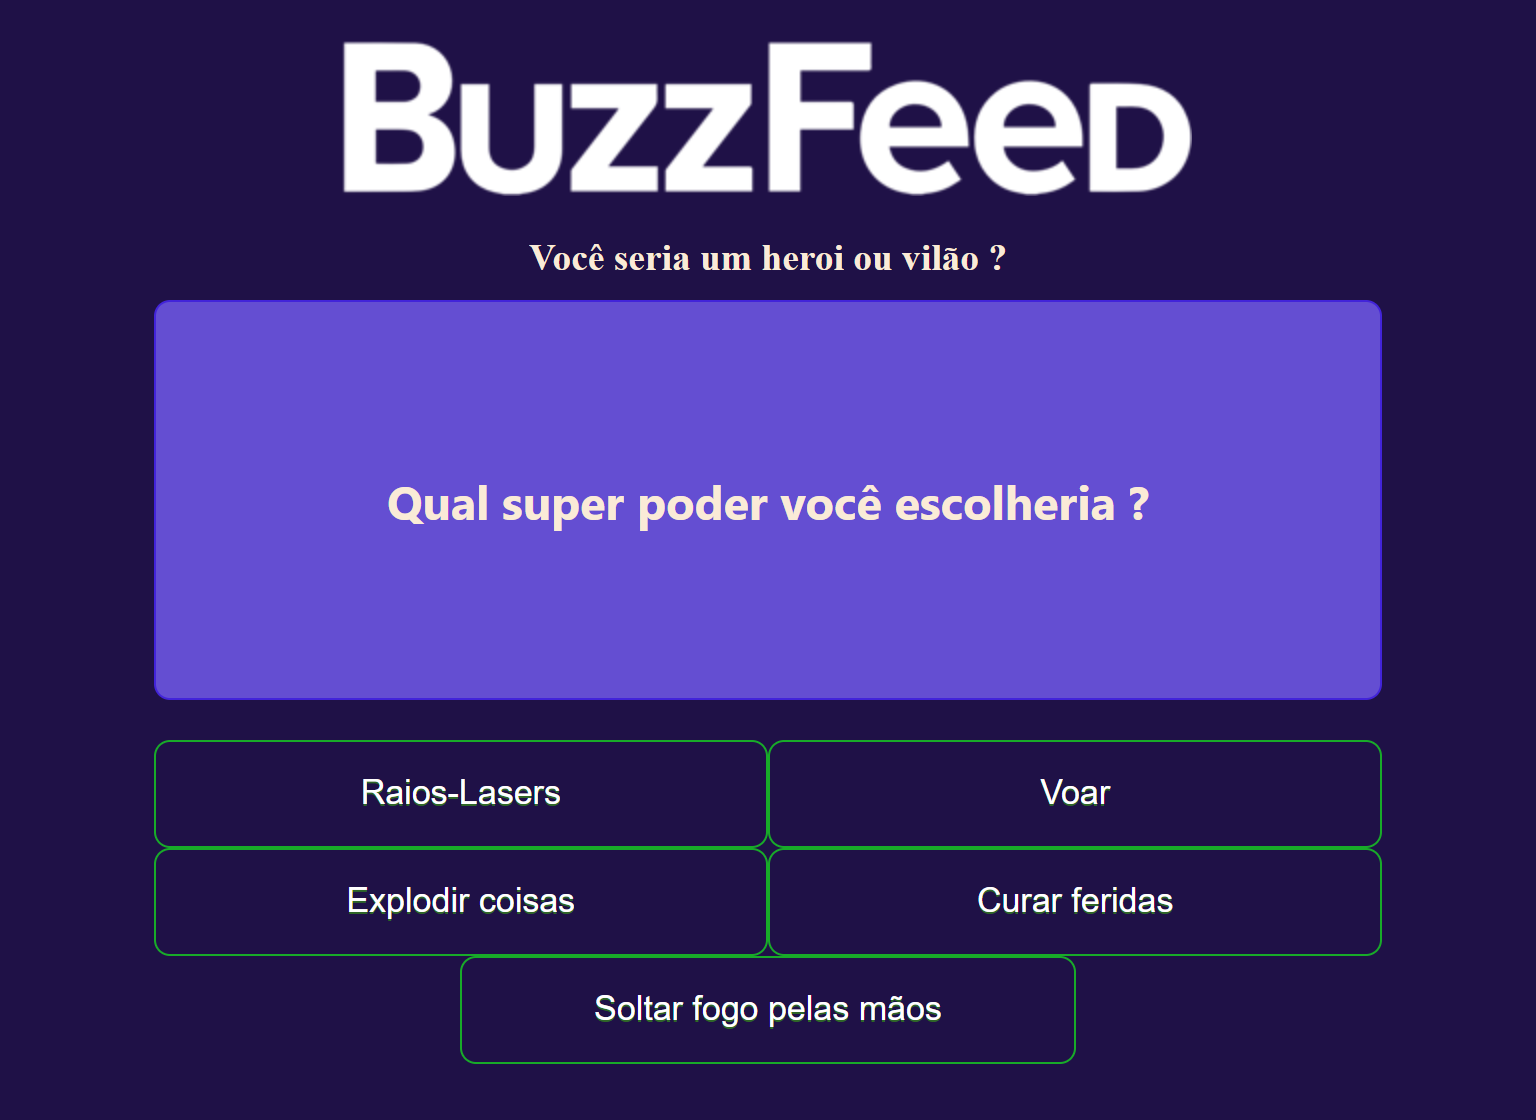 BuzzFeed
Você seria um heroi ou vilão ?
Qual super poder você escolheria ?
Raios-Lasers
Voar
Explodir coisas
Curar feridas
Soltar fogo pelas mãos